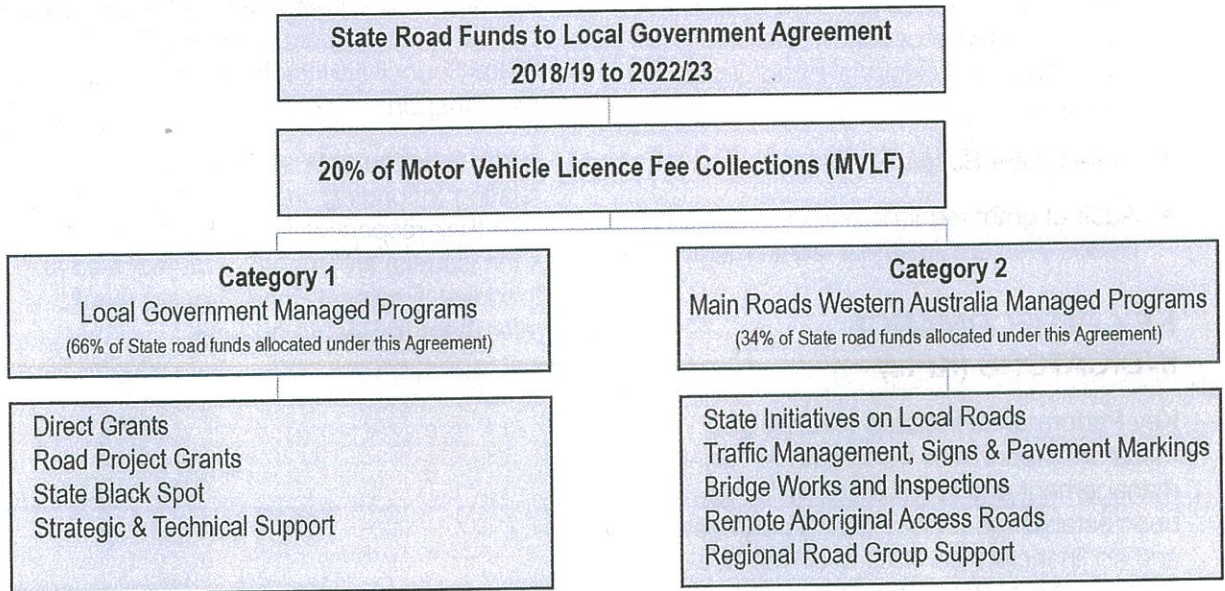 State Road Funds to Local Government Agreement
2018/19 to 2022/23
20% of Motor Vehicle Licence Fee Collections (MVLF)
Category 1
Local Government Managed Programs
(66% of State road funds allocated under this Agreement)
Category 2
Main Roads Western Australia Managed Programs
(34% of State road funds allocated under this Agreement)
Direct Grants
Road Project Grants
State Black Spot
Strategic & Technical Support
State Initiatives on Local Roads
Traffic Management, Signs & Pavement Markings
Bridge Works and Inspections
Remote Aboriginal Access Roads
Regional Road Group Support